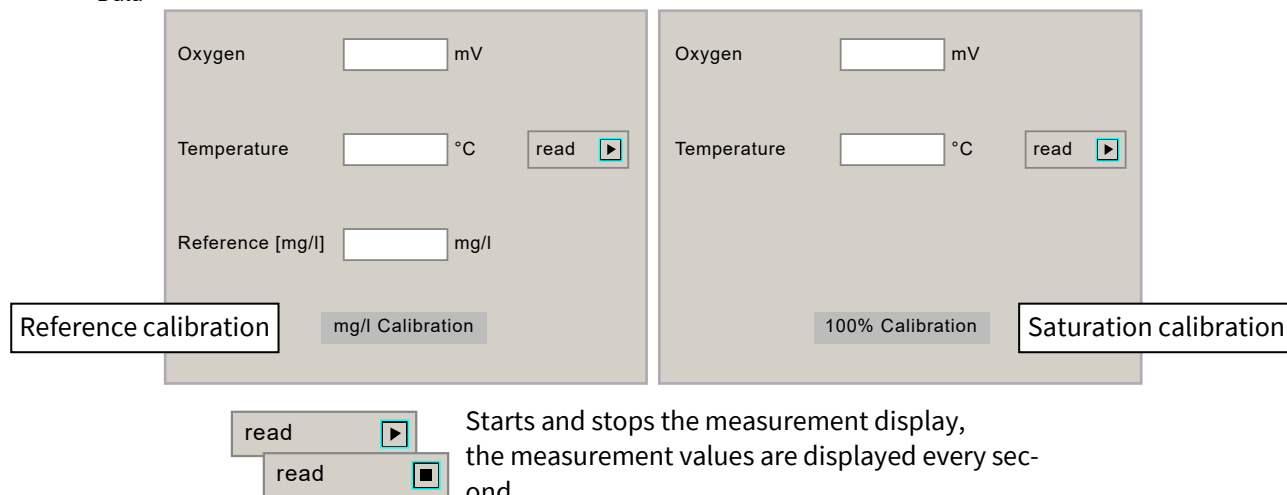 Oxygen mV
Temperature °C read
Reference [mg/l] mg/l
Reference calibration
mg/l Calibration
Oxygen mV
Temperature °C read
100% Calibration
Saturation calibration
read
read
Starts and stops the measurement display,
the measurement values are displayed every sec-
ond